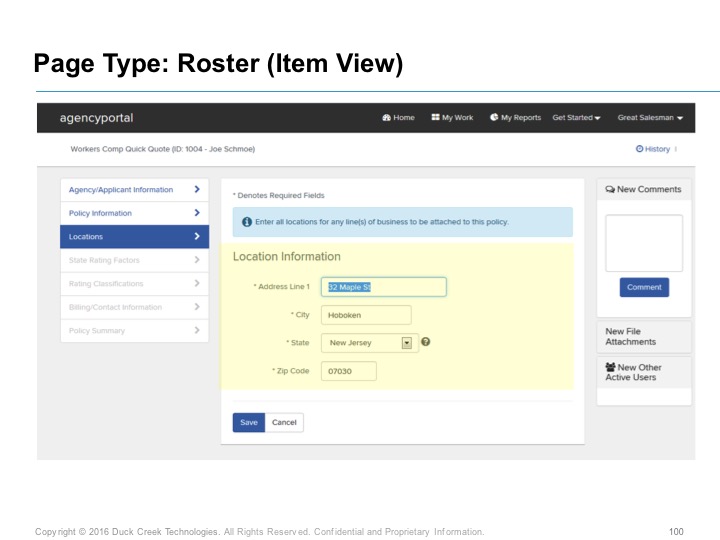 Page Type: Roster (Item View)
agencyportal
Home My Work My Reports Get Started Great Salesman
Workers Comp Quick Quote (ID: 1004 - Joe Schmoe)
History
Agency/Applicant Information
Policy Information
Locations
State Rating Factors
Rating Classifications
Billing/Contact Information
Policy Summary
* Denotes Required Fields
Enter all locations for any line(s) of business to be attached to this policy.
Location Information
* Address Line 1 32 Maple St
* City Hoboken
* State New Jersey
* Zip Code 07030
Save Cancel
New Comments
Comment
New File
Attachments
New Other
Active Users
Copyright © 2016 Duck Creek Technologies. All Rights Reserved. Confidential and Proprietary Information.
100